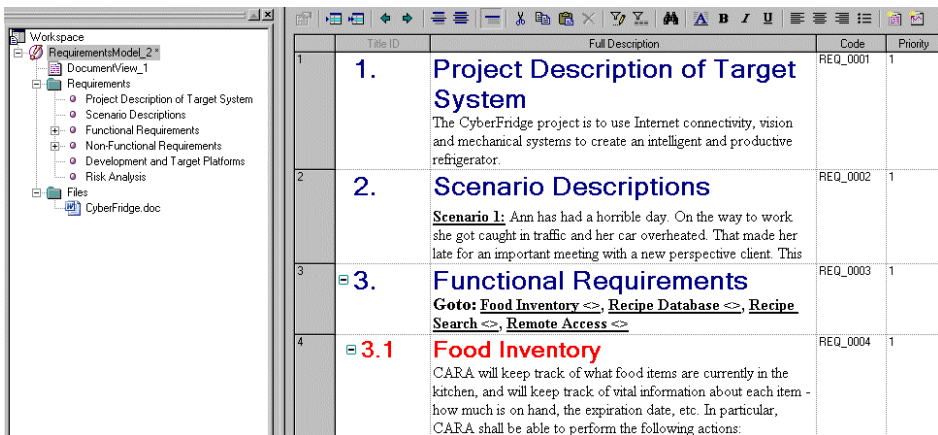 Workspace
RequirementsModel_2 *
DocumentView_1
Requirements
Project Description of Target System
Scenario Descriptions
Functional Requirements
Non-Functional Requirements
Development and Target Platforms
Risk Analysis
Files
CyberFridge.doc
B I U
Title ID Full Description Code Priority
1 1. Project Description of Target REQ_0001 1
System
The CyberFridge project is to use Internet connectivity, vision
and mechanical systems to create an intelligent and productive
refrigerator.
2 2. Scenario Descriptions REQ_0002 1
Scenario 1: Ann has had a horrible day. On the way to work
she got caught in traffic and her car overheated. That made her
late for an important meeting with a new perspective client. This
3 3. Functional Requirements REQ_0003 1
Goto: Food Inventory <>, Recipe Database <>, Recipe
Search <>, Remote Access <>
4 3.1 Food Inventory REQ_0004 1
CARA will keep track of what food items are currently in the
kitchen, and will keep track of vital information about each item -
how much is on hand, the expiration date, etc. In particular,
CARA shall be able to perform the following actions: